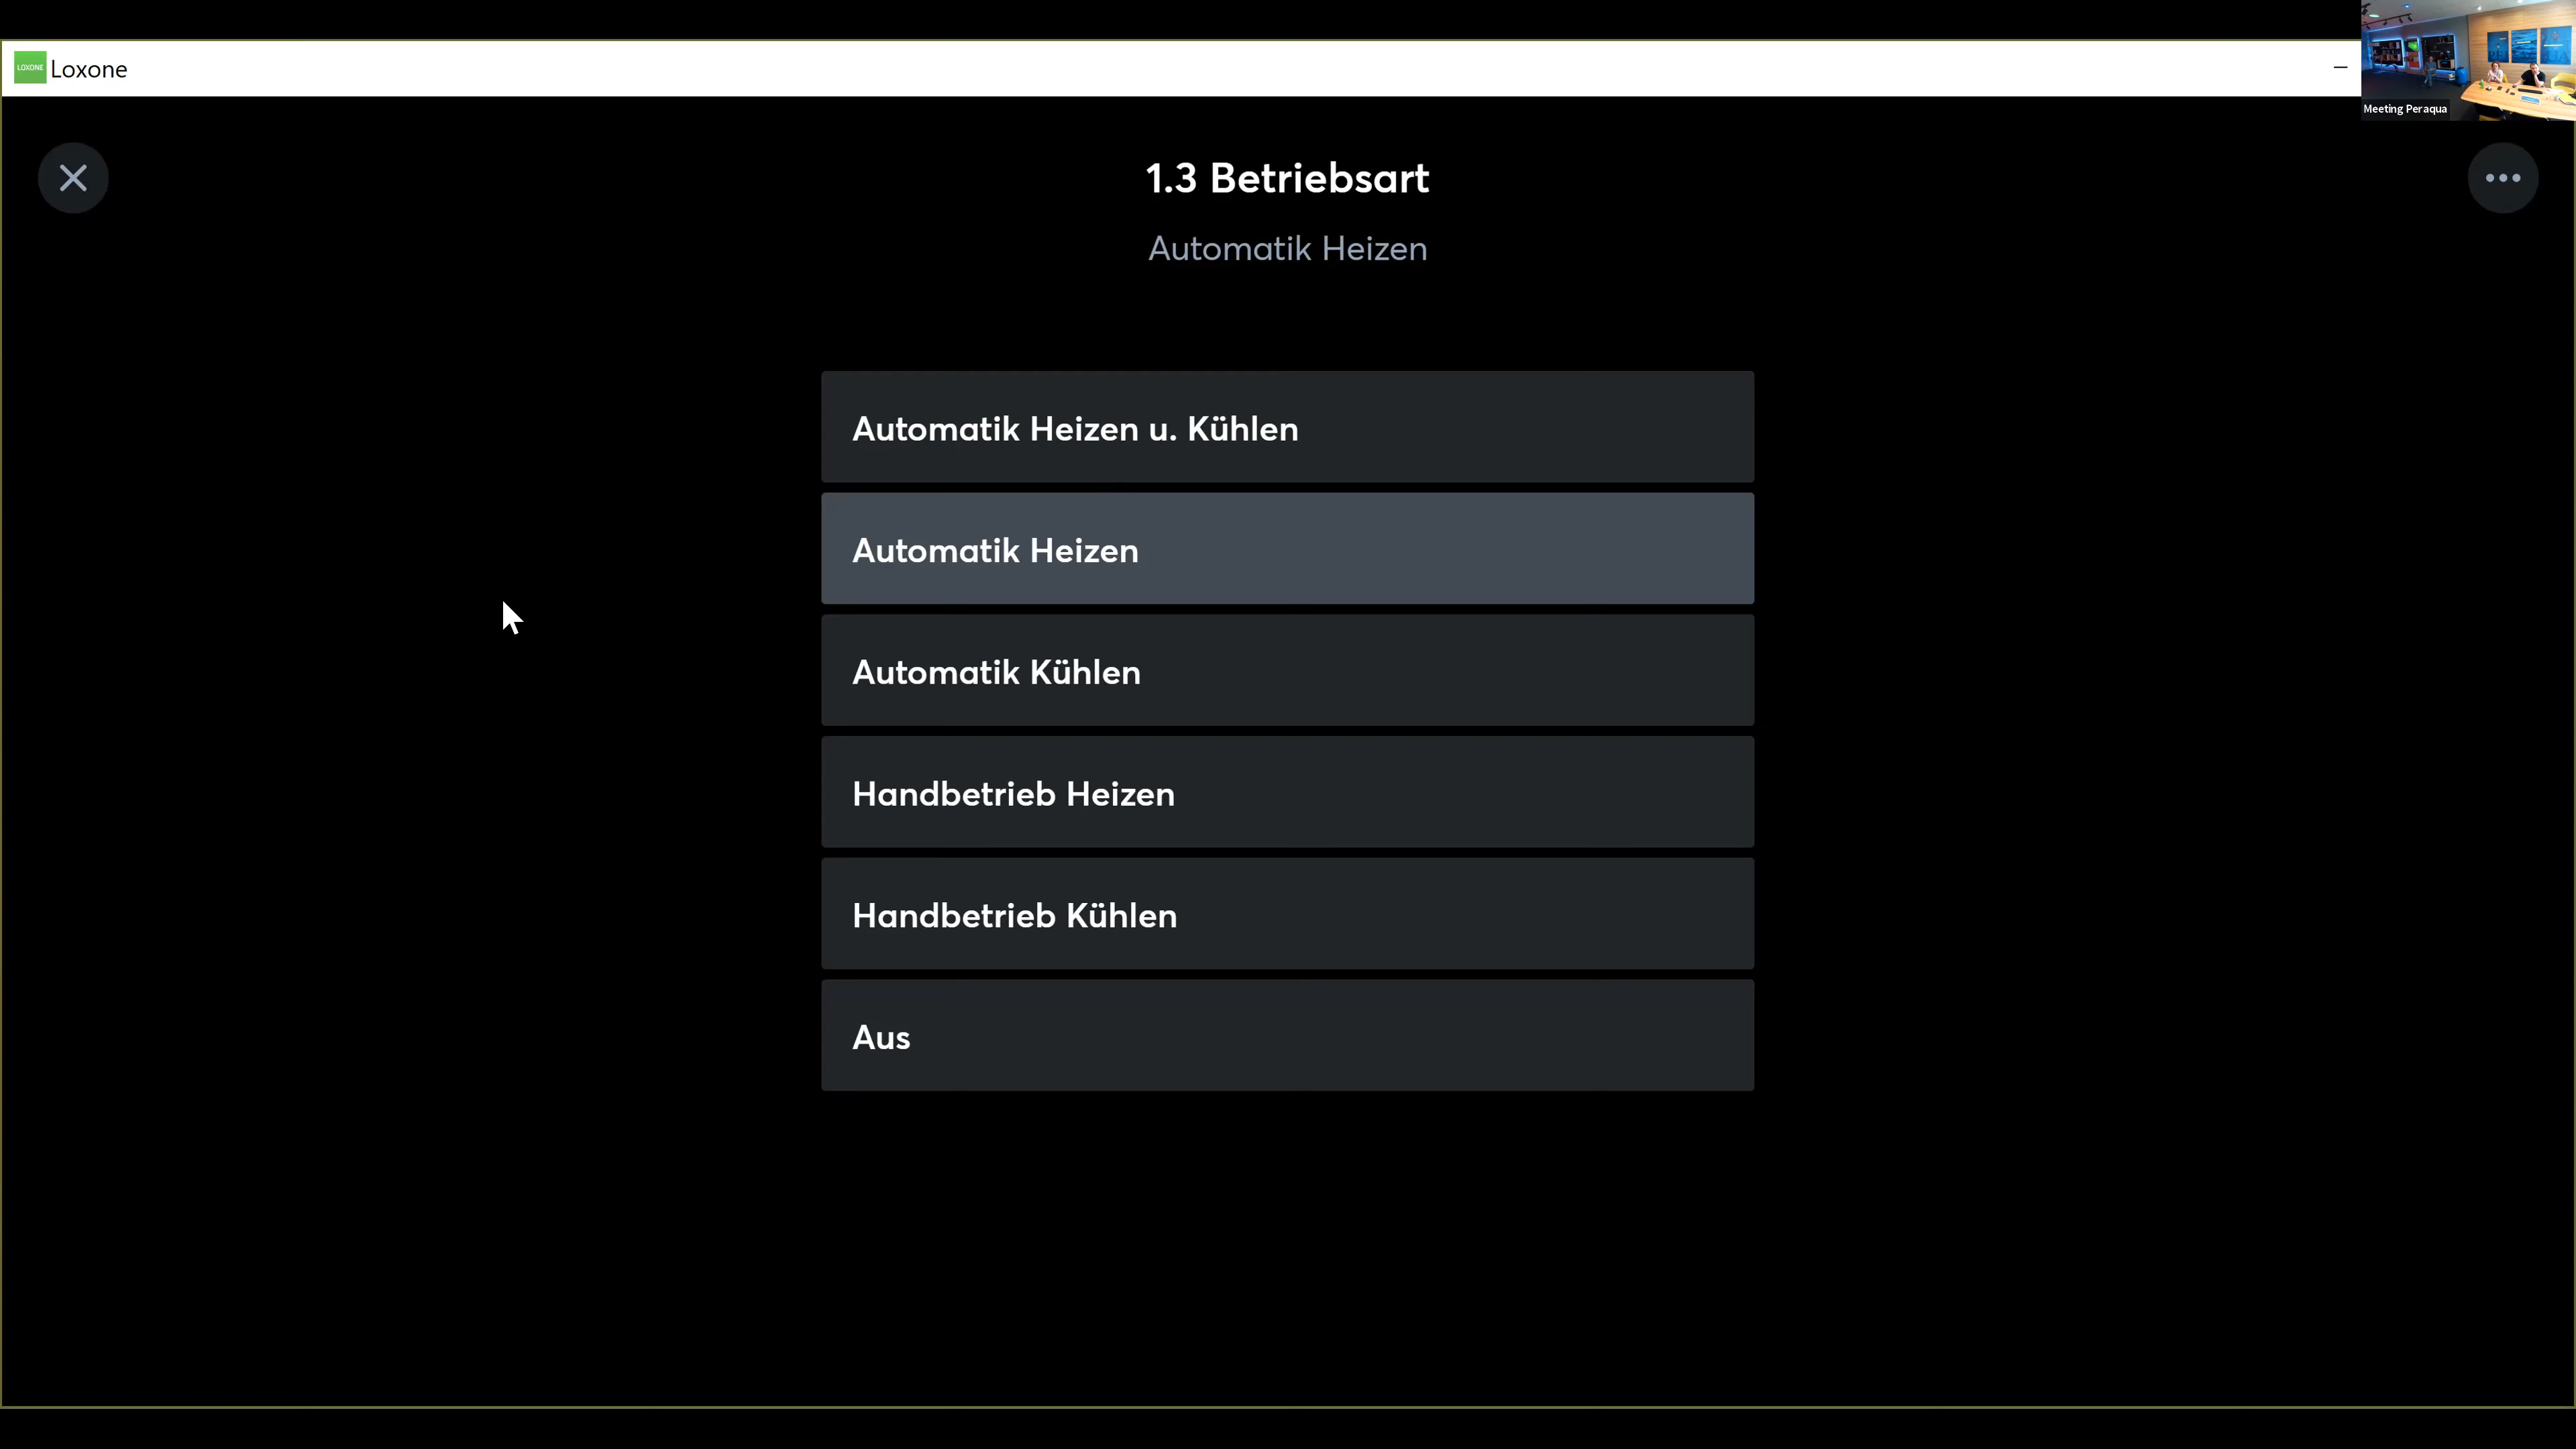 LOXONE Loxone
Meeting Peraqua
1.3 Betriebsart
Automatik Heizen
Automatik Heizen u. Kühlen
Automatik Heizen
Automatik Kühlen
Handbetrieb Heizen
Handbetrieb Kühlen
Aus